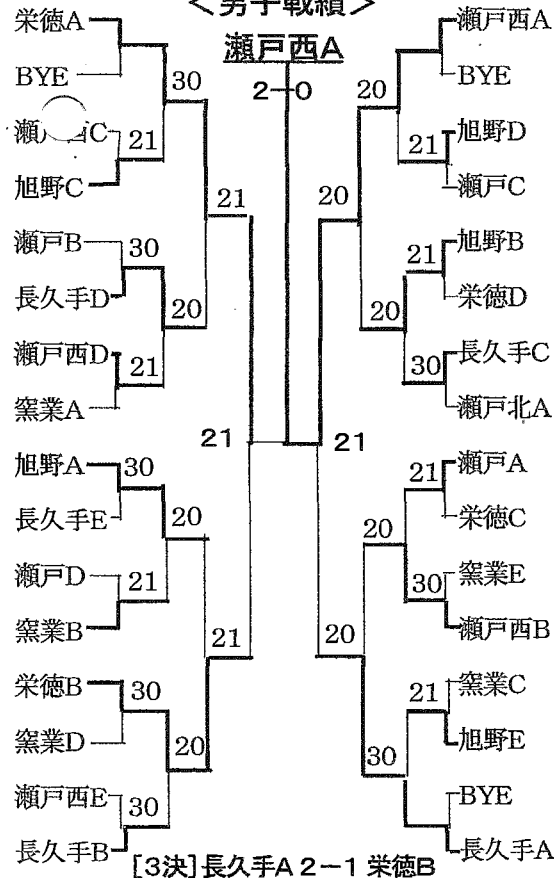 ＜男子戦績＞
瀬戸西A
2－0
栄徳A
BYE
30
瀬戸西C
21
旭野C
21
瀬戸B
30
長久手D
20
瀬戸西D
21
窯業A
21
旭野A
30
長久手E
20
瀬戸D
21
窯業B
21
栄徳B
30
窯業D
20
瀬戸西E
30
長久手B
瀬戸西A
20
BYE
旭野D
21
瀬戸C
20
旭野B
21
栄徳D
20
長久手C
30
瀬戸北A
21
瀬戸A
21
栄徳C
20
窯業E
30
瀬戸西B
20
窯業C
21
旭野E
30
BYE
長久手A
[3決]長久手A 2－1 栄徳B